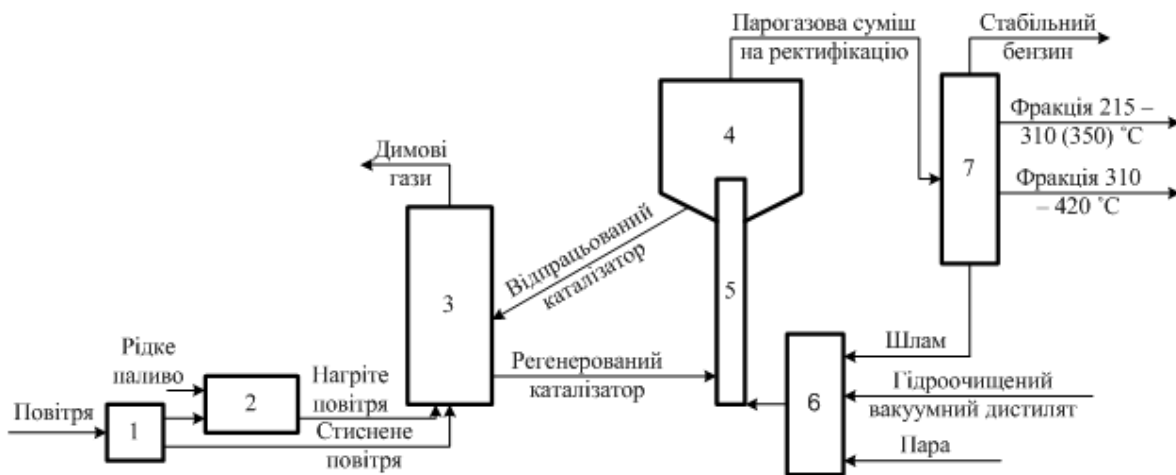 Парогазова суміш
на ректифікацію
Стабільний
бензин
4
Фракція 215 –
310 (350) ˚С
7
Фракція 310
– 420 ˚С
Димові
гази
Відпрацьований
каталізатор
3
5
Рідке
паливо
Нагріте
повітря
Регенерований
каталізатор
Шлам
Гідроочищений
вакуумний дистилят
6
Повітря
1
2
Стиснене
повітря
Пара